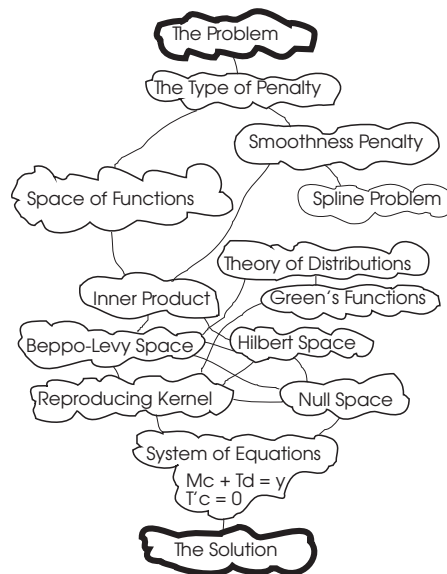 The Problem
The Type of Penalty
Smoothness Penalty
Space of Functions
Spline Problem
Theory of Distributions
Inner Product
Green's Functions
Beppo-Levy Space
Hilbert Space
Reproducing Kernel
Null Space
System of Equations
Mc + Td = y
T'c = 0
The Solution